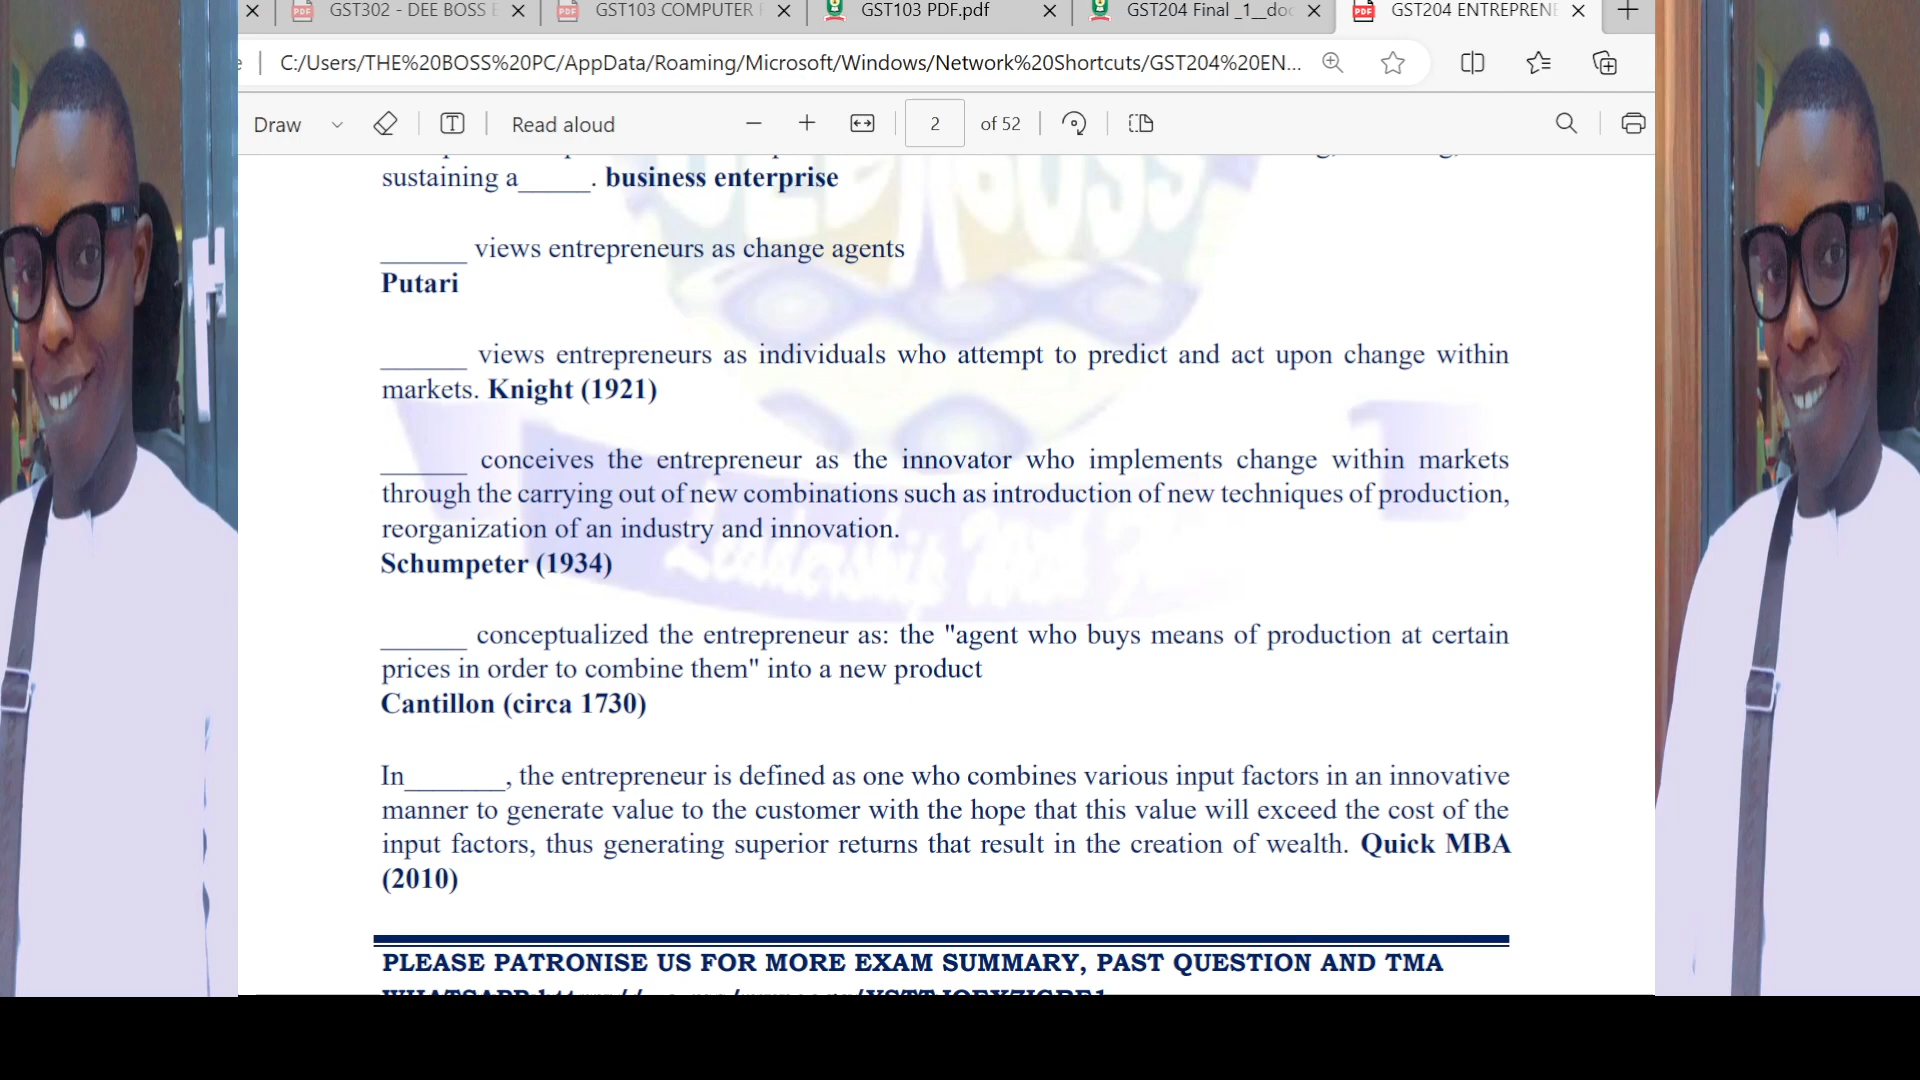 GST302 - DEE BOSS E
GST103 COMPUTER
GST103 PDF.pdf
GST204 Final _1__doc
GST204 ENTREPRENE
C:/Users/THE%20BOSS%20PC/AppData/Roaming/Microsoft/Windows/Network%20Shortcuts/GST204%20EN...
Draw
Read aloud
2
of 52
sustaining a_____. business enterprise
______ views entrepreneurs as change agents
Putari
______ views entrepreneurs as individuals who attempt to predict and act upon change within
markets. Knight (1921)
______ conceives the entrepreneur as the innovator who implements change within markets
through the carrying out of new combinations such as introduction of new techniques of production,
reorganization of an industry and innovation.
Schumpeter (1934)
______ conceptualized the entrepreneur as: the "agent who buys means of production at certain
prices in order to combine them" into a new product
Cantillon (circa 1730)
In_______, the entrepreneur is defined as one who combines various input factors in an innovative
manner to generate value to the customer with the hope that this value will exceed the cost of the
input factors, thus generating superior returns that result in the creation of wealth. Quick MBA
(2010)
PLEASE PATRONISE US FOR MORE EXAM SUMMARY, PAST QUESTION AND TMA
Leadership With